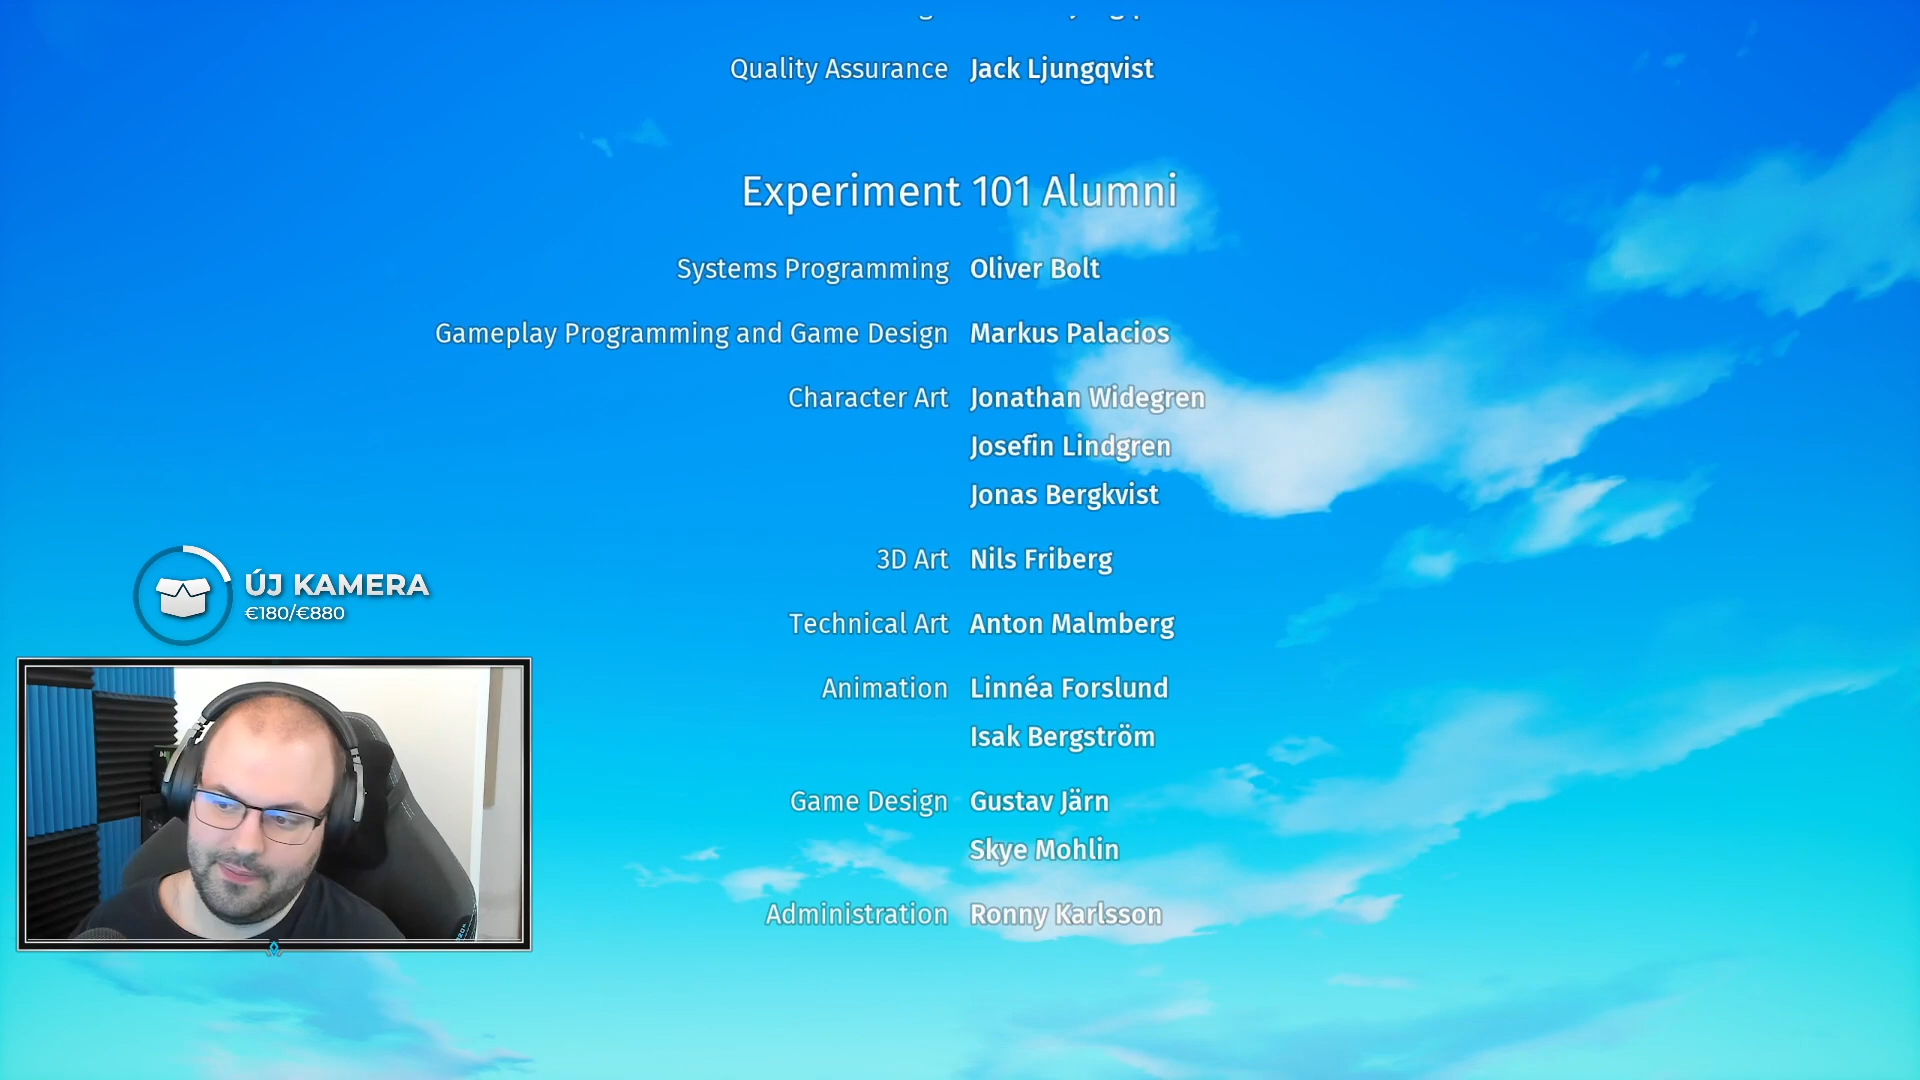 Quality Assurance Jack Ljungqvist
Experiment 101 Alumni
Systems Programming Oliver Bolt
Gameplay Programming and Game Design Markus Palacios
Character Art Jonathan Widegren
Josefin Lindgren
Jonas Bergkvist
3D Art Nils Friberg
Technical Art Anton Malmberg
Animation Linnéa Forslund
Isak Bergström
Game Design Gustav Järn
Skye Mohlin
Administration Ronny Karlsson
ÚJ KAMERA
€180/€880